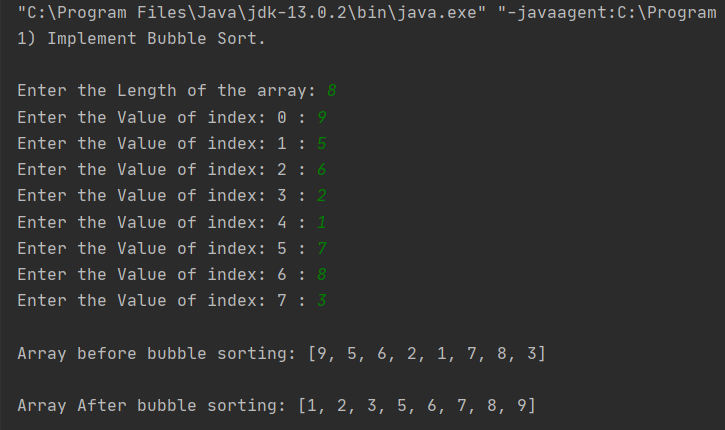 "C:\Program Files\Java\jdk-13.0.2\bin\java.exe" "-javaagent:C:\Program
1) Implement Bubble Sort.
Enter the Length of the array: 8
Enter the Value of index: 0 : 9
Enter the Value of index: 1 : 5
Enter the Value of index: 2 : 6
Enter the Value of index: 3 : 2
Enter the Value of index: 4 : 1
Enter the Value of index: 5 : 7
Enter the Value of index: 6 : 8
Enter the Value of index: 7 : 3
Array before bubble sorting: [9, 5, 6, 2, 1, 7, 8, 3]
Array After bubble sorting: [1, 2, 3, 5, 6, 7, 8, 9]